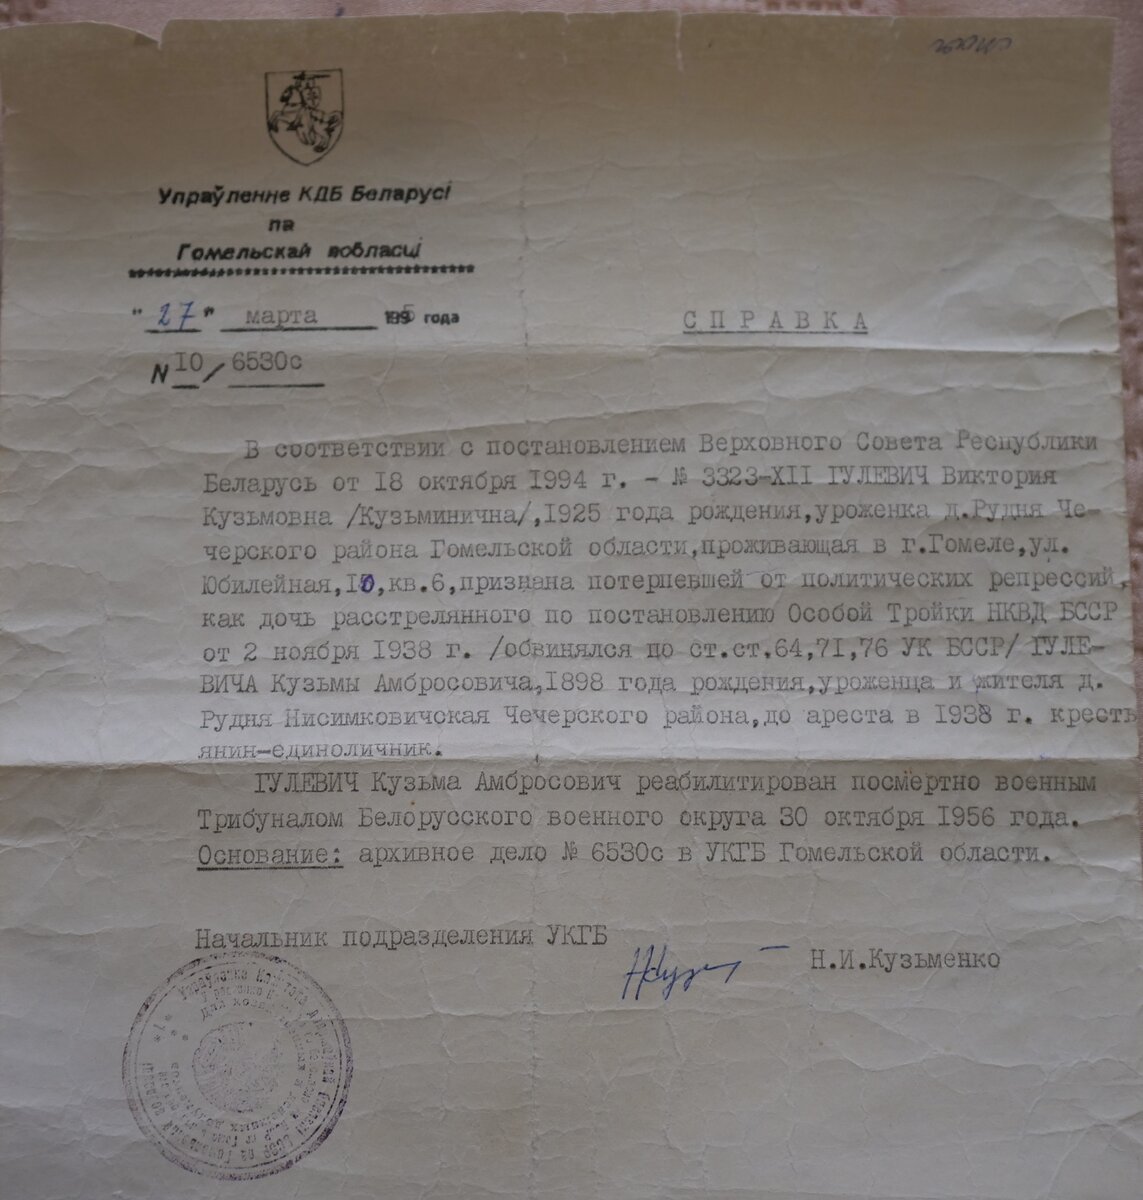 Упраўленне КДБ Беларусі
па
Гомельскай вобласці
"27" марта 1995 года
N 10/6530с
СПРАВКА
В соответствии с постановлением Верховного Совета Республики
Беларусь от 18 октября 1994 г. - № 3323-XII ГУЛЕВИЧ Виктория
Кузьмовна /Кузьминична/,1925 года рождения,уроженка д.Рудня Че-
черского района Гомельской области,проживающая в г.Гомеле,ул.
Юбилейная,10,кв.6,признана потерпевшей от политических репрессий,
как дочь расстрелянного по постановлению Особой Тройки НКВД БССР
от 2 ноября 1938 г. /обвинялся по ст.ст.64,71,76 УК БССР/ ГУЛЕ-
ВИЧА Кузьмы Амбросовича,1898 года рождения,уроженца и жителя д.
Рудня Нисимковичская Чечерского района,до ареста в 1938 г. кресть
янин-единоличник.
ГУЛЕВИЧ Кузьма Амбросович реабилитирован посмертно военным
Трибуналом Белорусского военного округа 30 октября 1956 года.
Основание: архивное дело № 6530с в УКГБ Гомельской области.
Начальник подразделения УКГБ
Н.И.Кузьменко